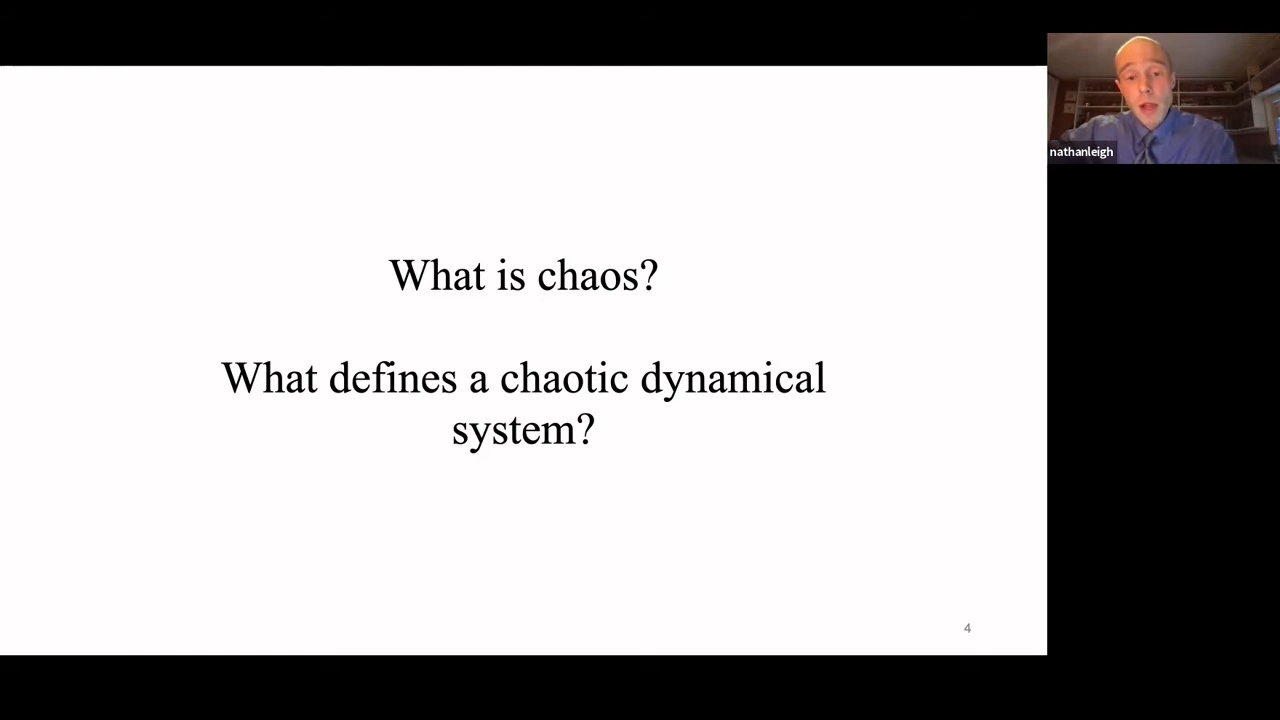 What is chaos?
What defines a chaotic dynamical
system?
4
nathanleigh